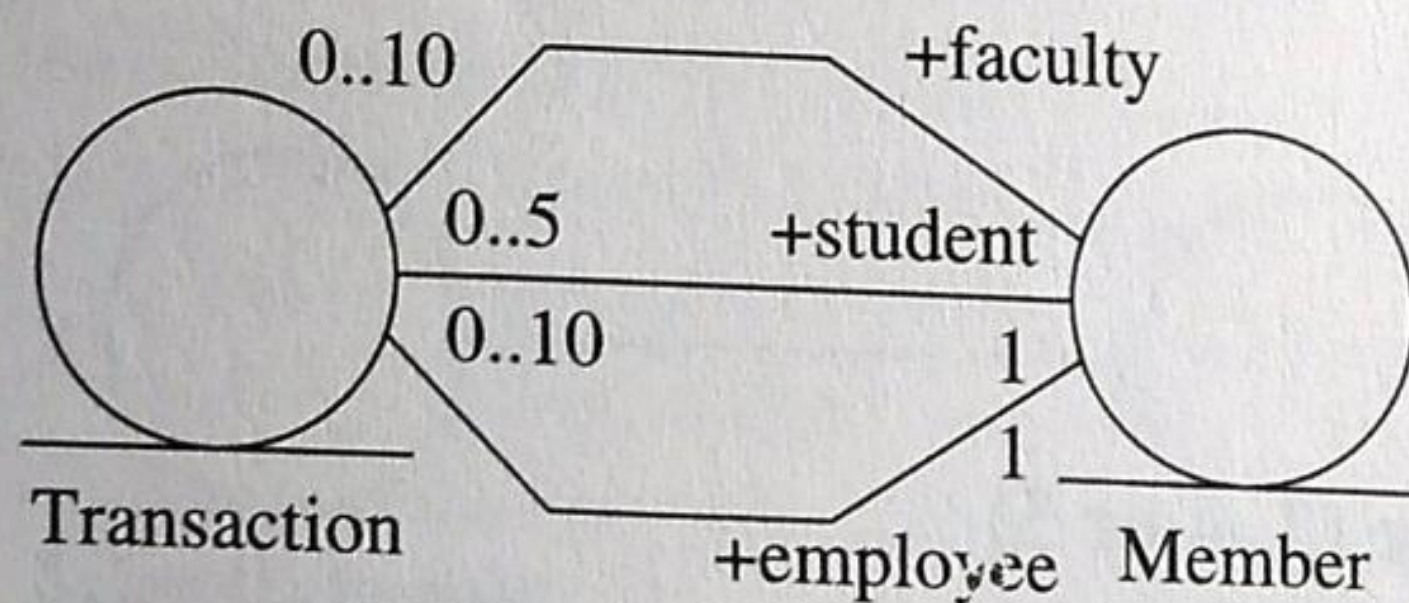 0..10
+faculty
0..5
+student
0..10
1
1
Transaction
+employee
Member